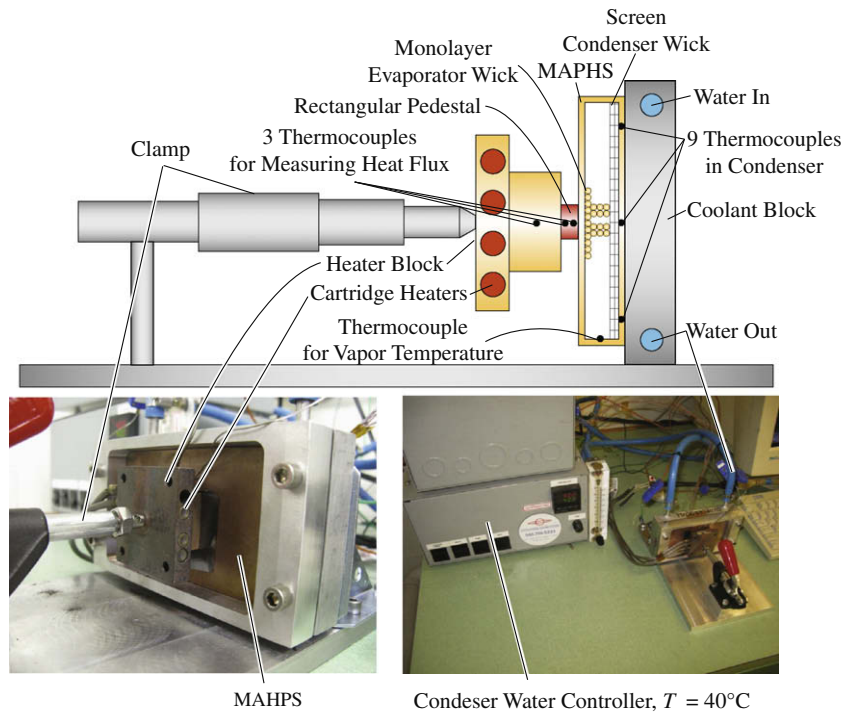 Screen
Condenser Wick
Monolayer
Evaporator Wick
MAPHS
Rectangular Pedestal
Water In
3 Thermocouples
for Measuring Heat Flux
9 Thermocouples
in Condenser
Clamp
Coolant Block
Heater Block
Cartridge Heaters
Thermocouple
for Vapor Temperature
Water Out
MAHPS
Condeser Water Controller, T = 40°C